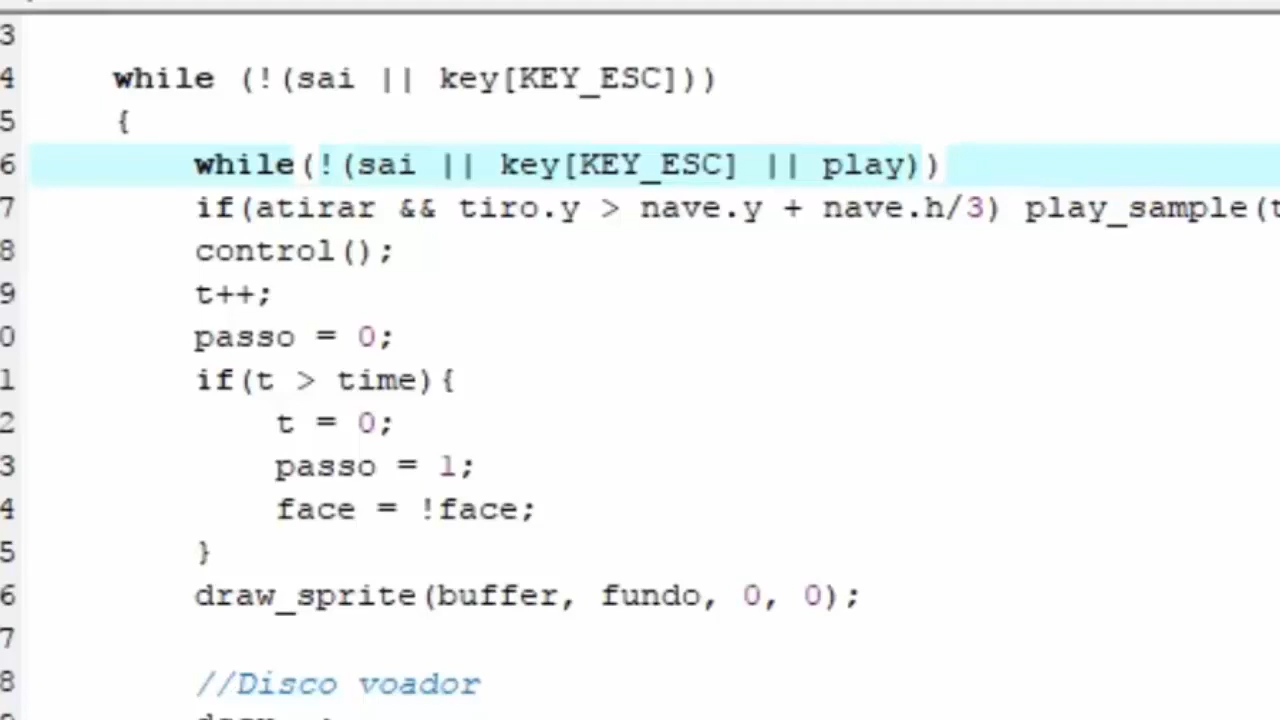 3
4 while (!(sai || key[KEY_ESC]))
5 {
6 while(!(sai || key[KEY_ESC] || play))
7 if(atirar && tiro.y > nave.y + nave.h/3) play_sample(t
8 control();
9 t++;
0 passo = 0;
1 if(t > time){
2 t = 0;
3 passo = 1;
4 face = !face;
5 }
6 draw_sprite(buffer, fundo, 0, 0);
7
8 //Disco voador